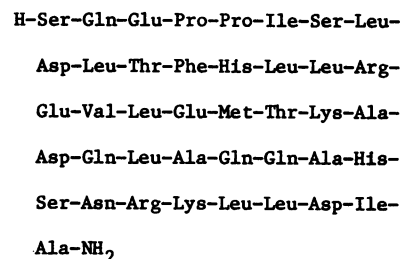 H-Ser-Gln-Glu-Pro-Pro-Ile-Ser-Leu-
Asp-Leu-Thr-Phe-His-Leu-Leu-Arg-
Glu-Val-Leu-Glu-Met-Thr-Lys-Ala-
Asp-Gln-Leu-Ala-Gln-Gln-Ala-His-
Ser-Asn-Arg-Lys-Leu-Leu-Asp-Ile-
Ala-NH2